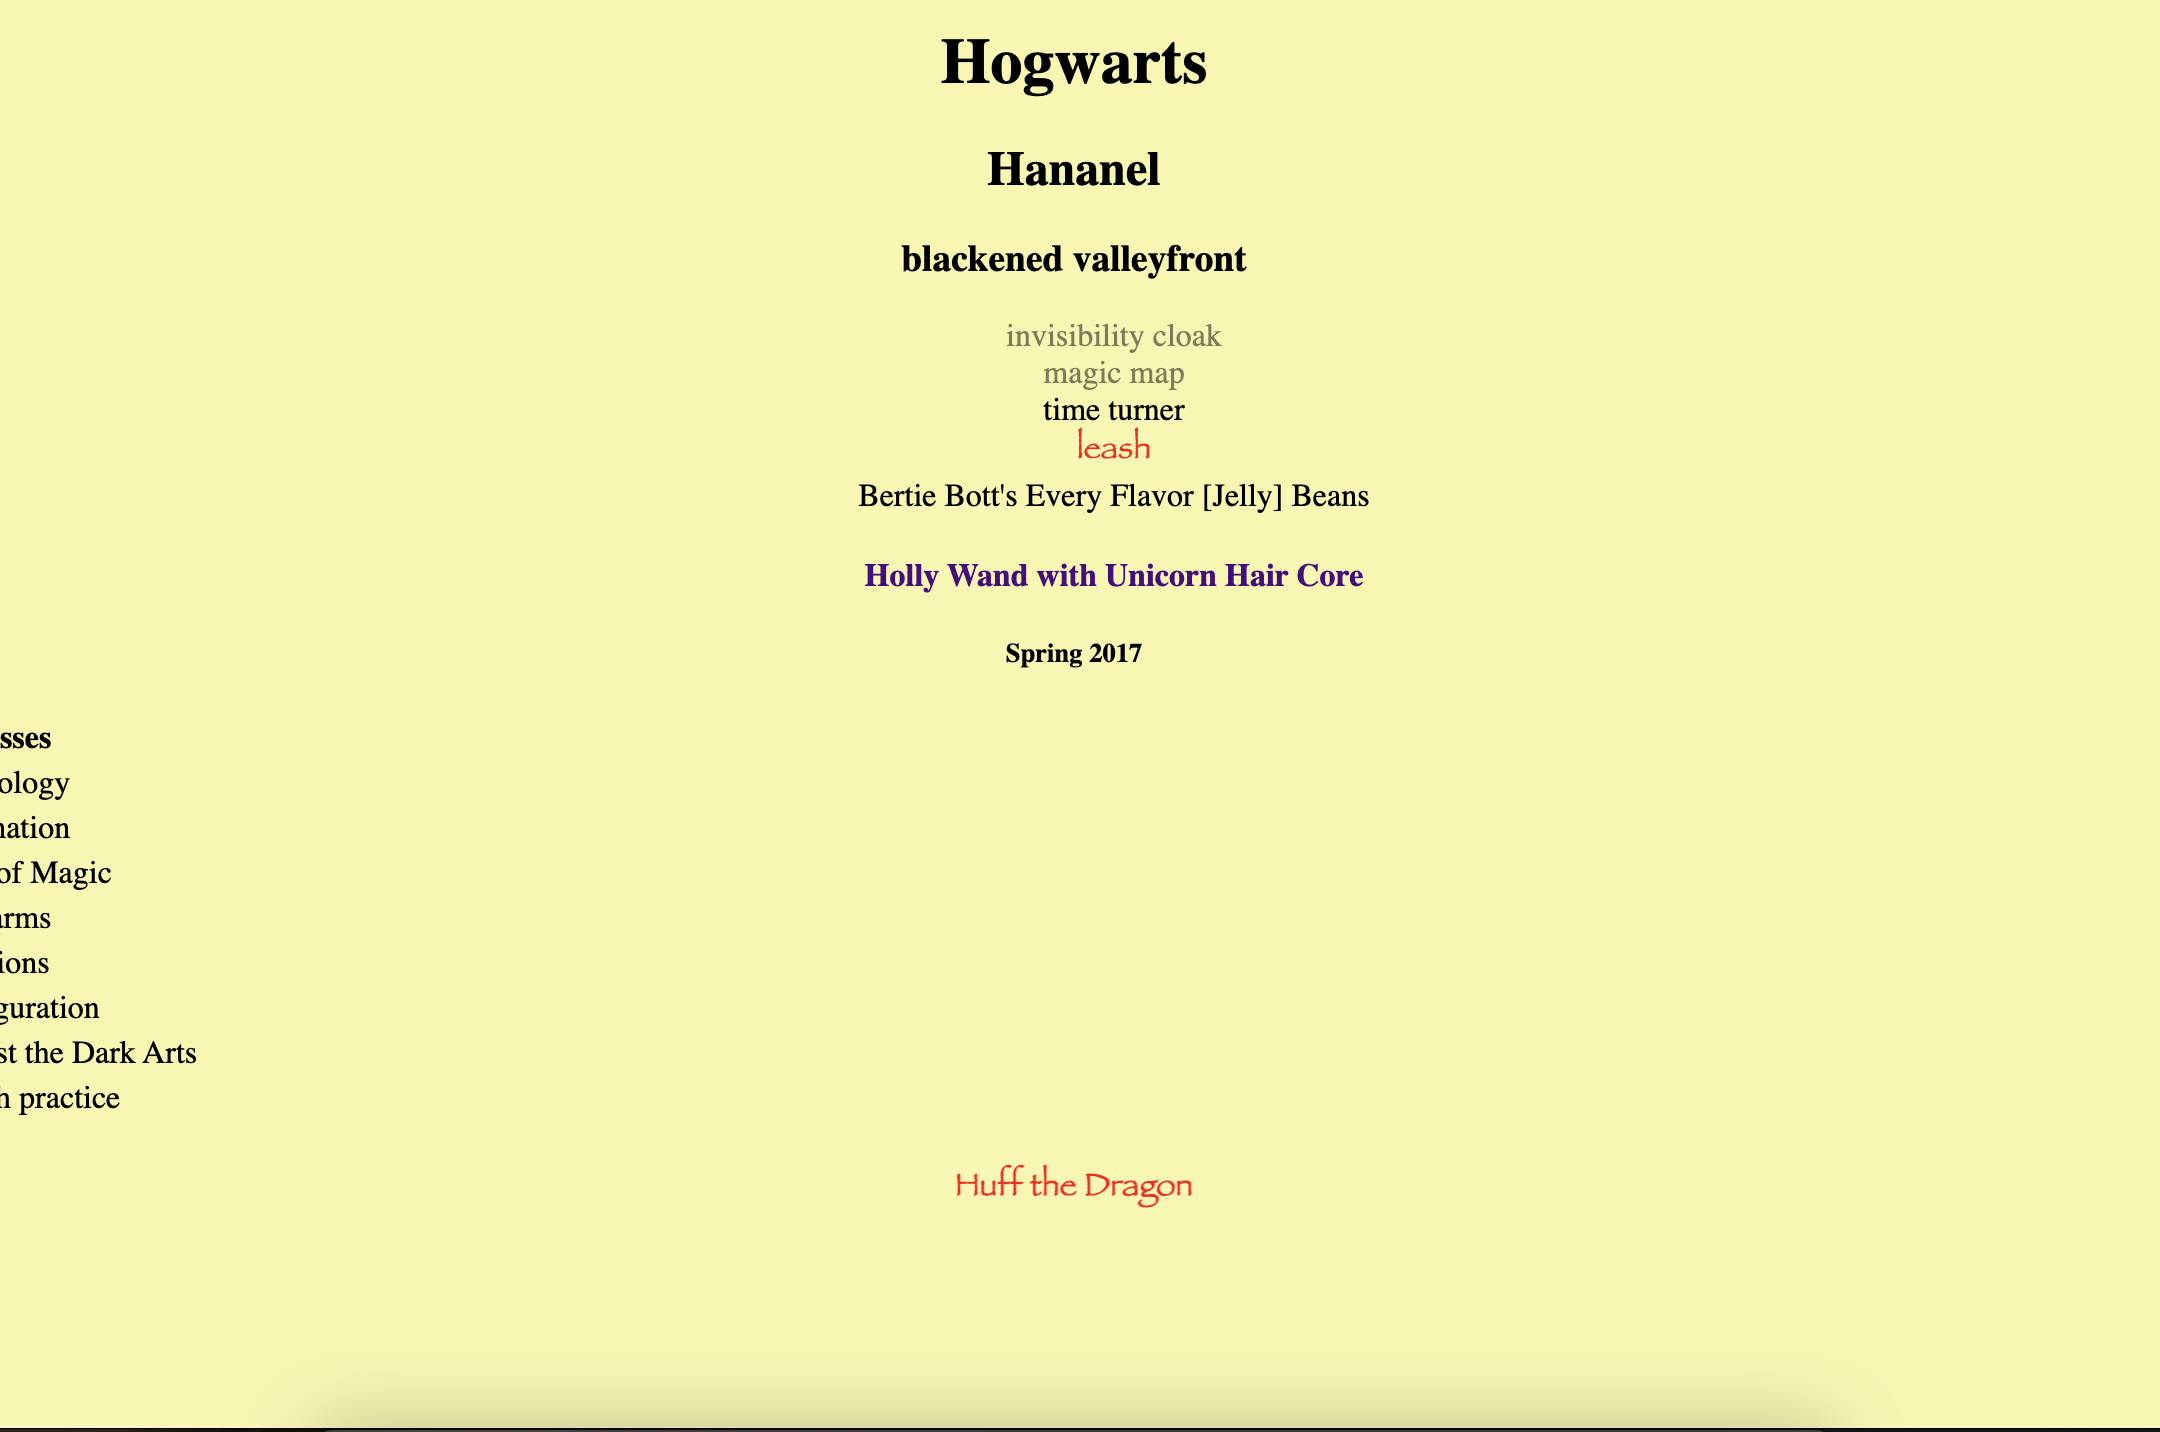 Hogwarts
Hananel
blackened valleyfront
invisibility cloak
magic map
time turner
leash
Bertie Bott's Every Flavor [Jelly] Beans
Holly Wand with Unicorn Hair Core
Spring 2017
sses
ology
nation
of Magic
arms
ions
guration
st the Dark Arts
h practice
Huff the Dragon